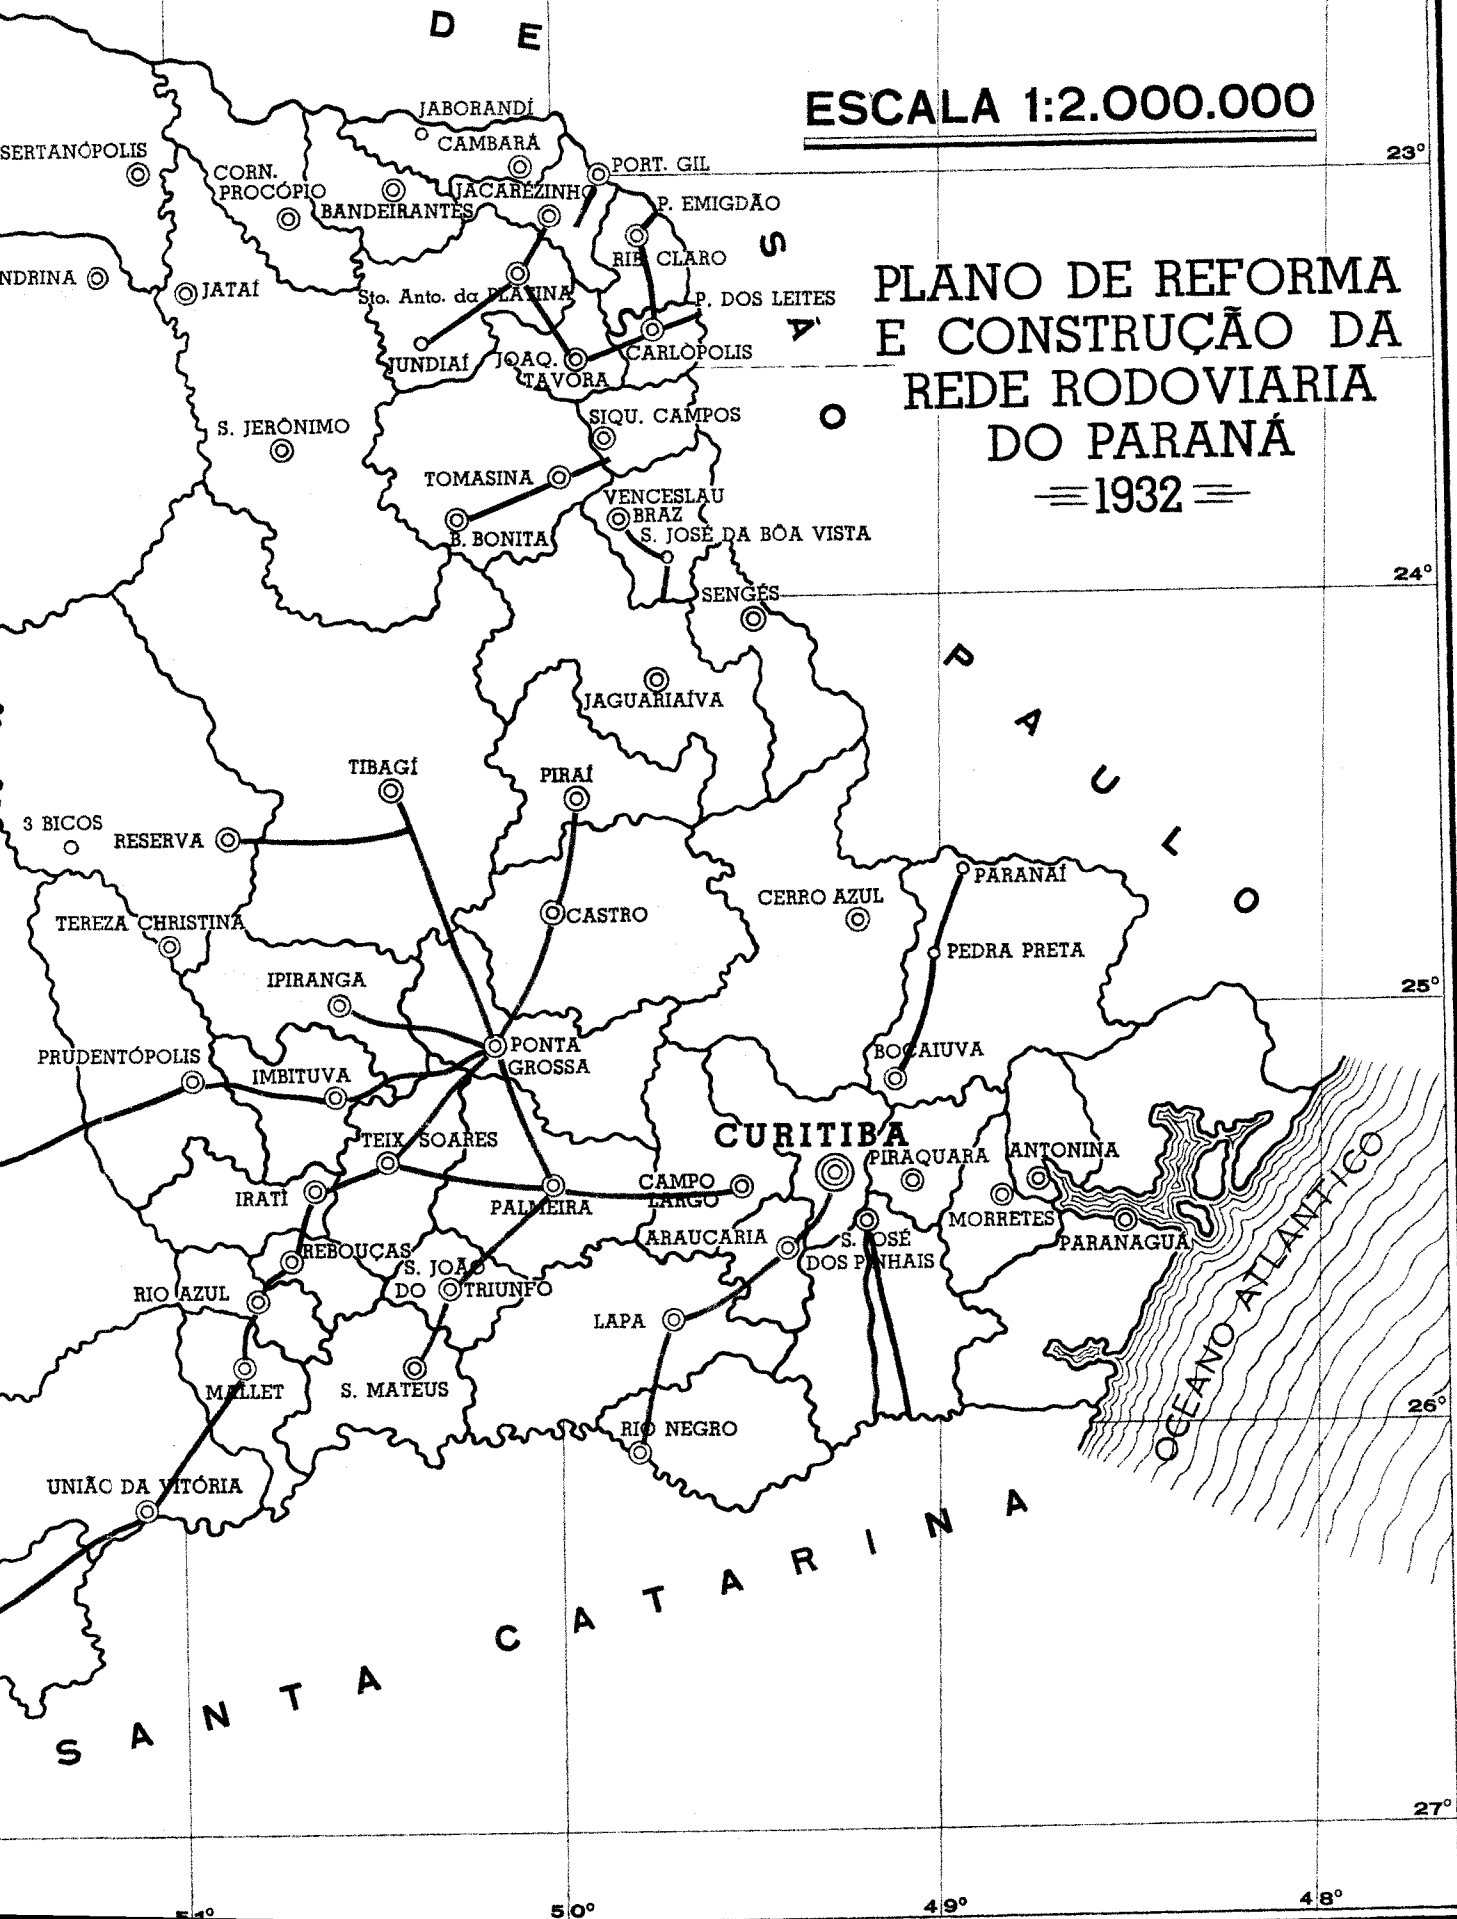 D E
ESCALA 1:2.000.000
JABORANDÍ
CAMBARÁ
SERTANÓPOLIS
23°
CORN.
PROCÓPIO
PORT. GIL
JACARÉZINHO
BANDEIRANTES
P. EMIGDÃO
S Ã O
RIB. CLARO
NDRINA
JATAÍ
Sto. Anto. da PLATINA
P. DOS LEITES
PLANO DE REFORMA
E CONSTRUÇÃO DA
REDE RODOVIARIA
DO PARANÁ
1932
JUNDIAÍ
JOAQ.
TAVORA
CARLÓPOLIS
SIQU. CAMPOS
S. JERÔNIMO
TOMASINA
VENCESLAU
BRAZ
B. BONITA
S. JOSÉ DA BÔA VISTA
24°
SENGÉS
P A U L O
JAGUARIAÍVA
TIBAGÍ
PIRAÍ
3 BICOS
RESERVA
PARANAÍ
CERRO AZUL
CASTRO
TEREZA CHRISTINA
PEDRA PRETA
IPIRANGA
25°
PONTA
GROSSA
PRUDENTÓPOLIS
BOCAIUVA
IMBITUVA
CURITIBA
TEIX. SOARES
PIRAQUARA
ANTONINA
CAMPO
LARGO
IRATÍ
PALMEIRA
MORRETES
PARANAGUÁ
OCEANO ATLANTICO
ARAUCARIA
S. JOSÉ
DOS PINHAIS
REBOUÇAS
S. JOÃO
DO TRIUNFO
RIO AZUL
LAPA
MALLET
S. MATEUS
26°
RIO NEGRO
UNIÃO DA VITÓRIA
SANTA CATARINA
27°
51°
50°
49°
48°